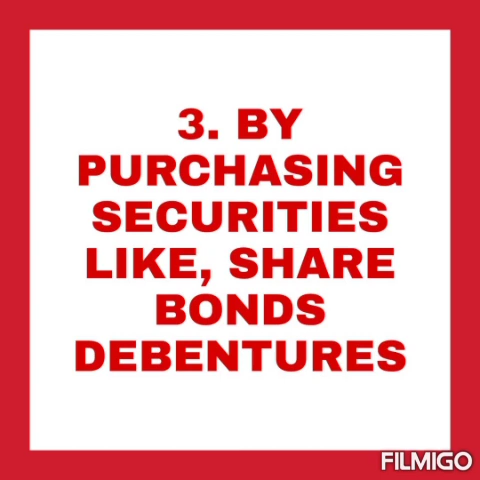 3. BY
PURCHASING
SECURITIES
LIKE, SHARE
BONDS
DEBENTURES
FILMIGO